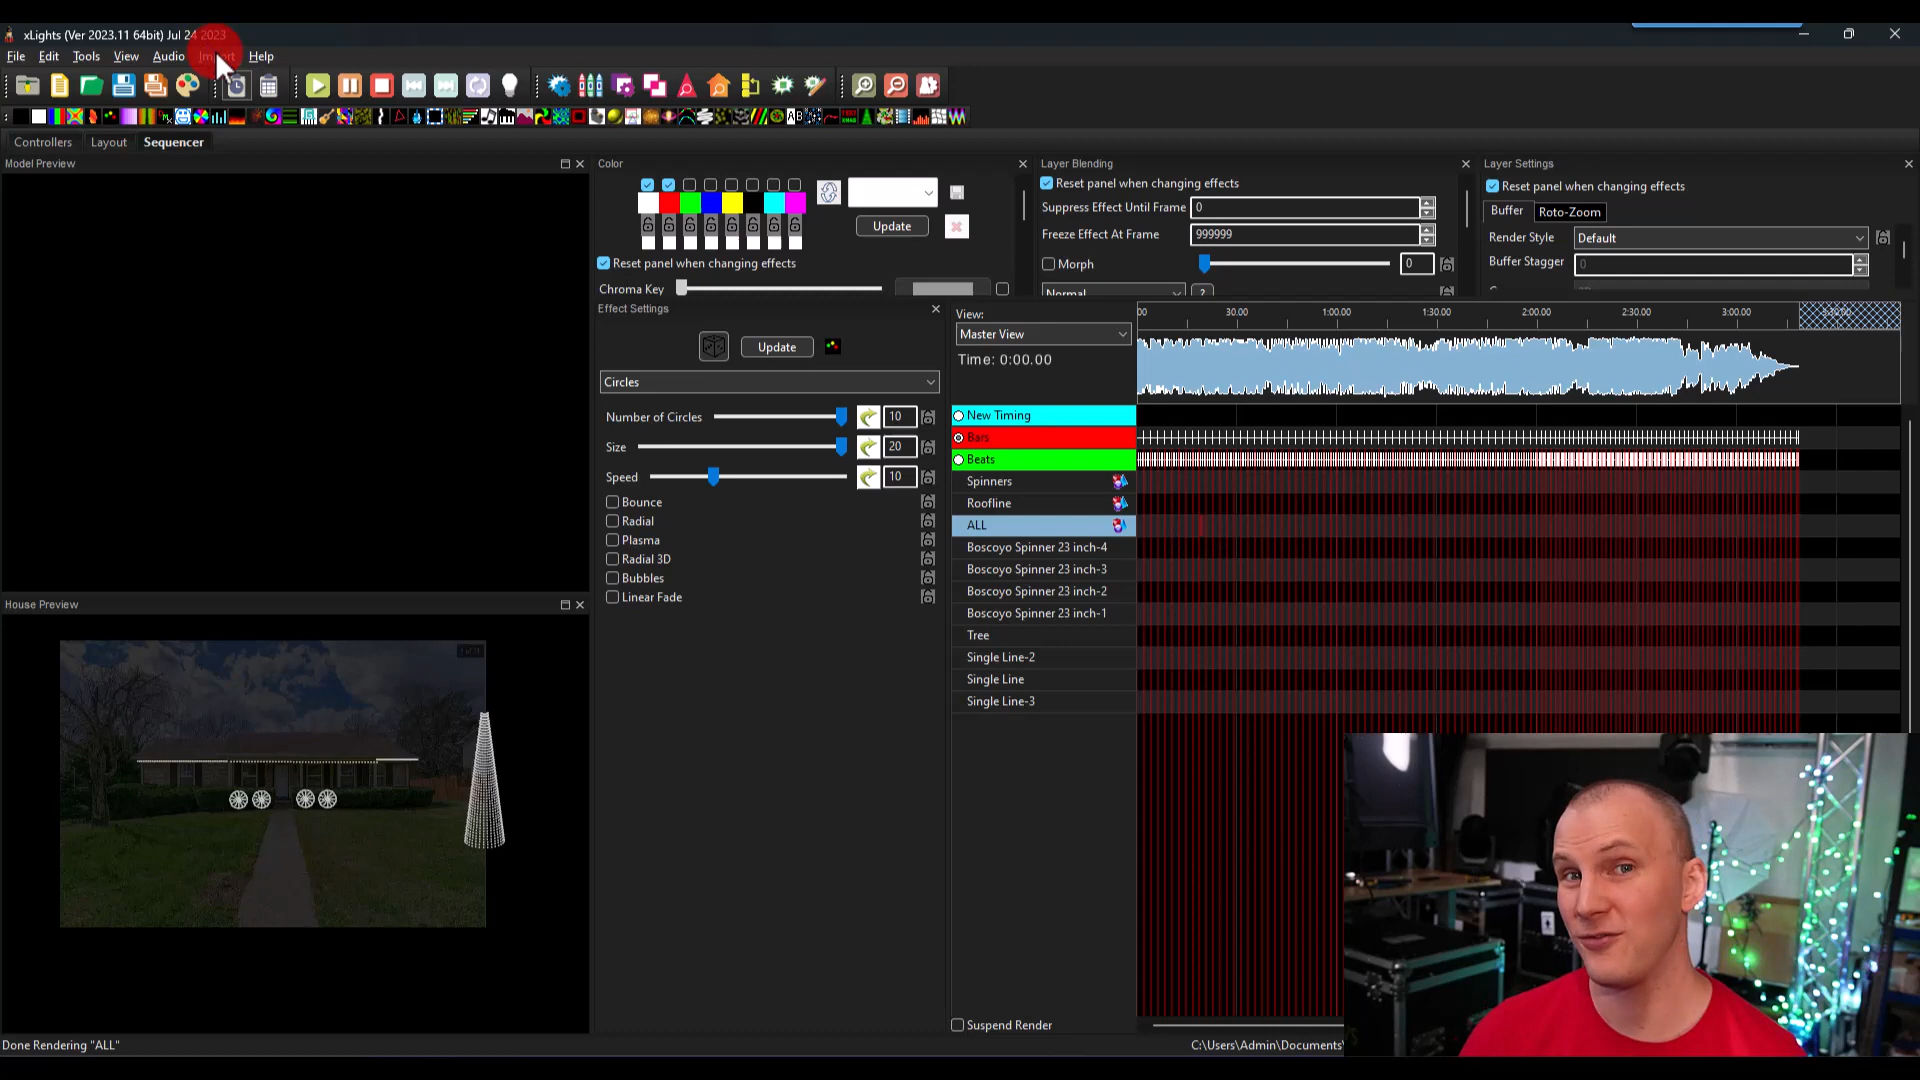 xLights (Ver 2023.11 64bit) Jul 24 2023
File Edit Tools View Audio Import Help
Controllers Layout Sequencer
Model Preview
Color
Update
Reset panel when changing effects
Chroma Key
Layer Blending
Reset panel when changing effects
Suppress Effect Until Frame 0
Freeze Effect At Frame 999999
Morph 0
Normal ?
Layer Settings
Reset panel when changing effects
Buffer Roto-Zoom
Render Style Default
Buffer Stagger 0
Effect Settings
Update
Circles
Number of Circles 10
Size 20
Speed 10
Bounce
Radial
Plasma
Radial 3D
Bubbles
Linear Fade
View:
Master View
Time: 0:00.00
30.00 1:00.00 1:30.00 2:00.00 2:30.00 3:00.00 3:30.00
New Timing
Bars
Beats
Spinners
Roofline
ALL
Boscoyo Spinner 23 inch-4
Boscoyo Spinner 23 inch-3
Boscoyo Spinner 23 inch-2
Boscoyo Spinner 23 inch-1
Tree
Single Line-2
Single Line
Single Line-3
House Preview
Suspend Render
Done Rendering "ALL"
C:\Users\Admin\Documents\